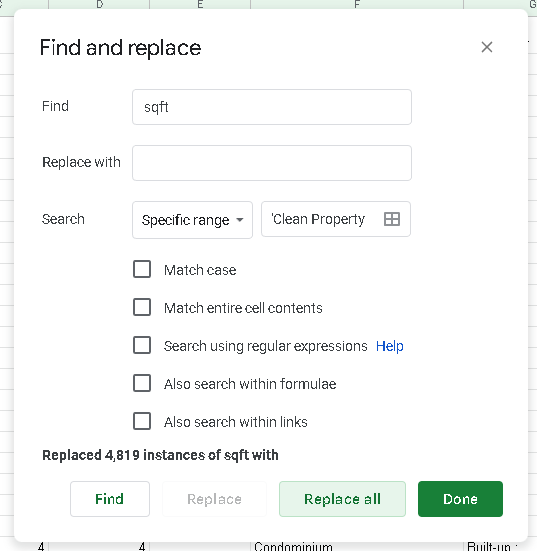 C D E F G
Find and replace
Find sqft
Replace with
Search Specific range 'Clean Property
Match case
Match entire cell contents
Search using regular expressions Help
Also search within formulae
Also search within links
Replaced 4,819 instances of sqft with
Find Replace Replace all Done
4 4 Condominium Built-up :